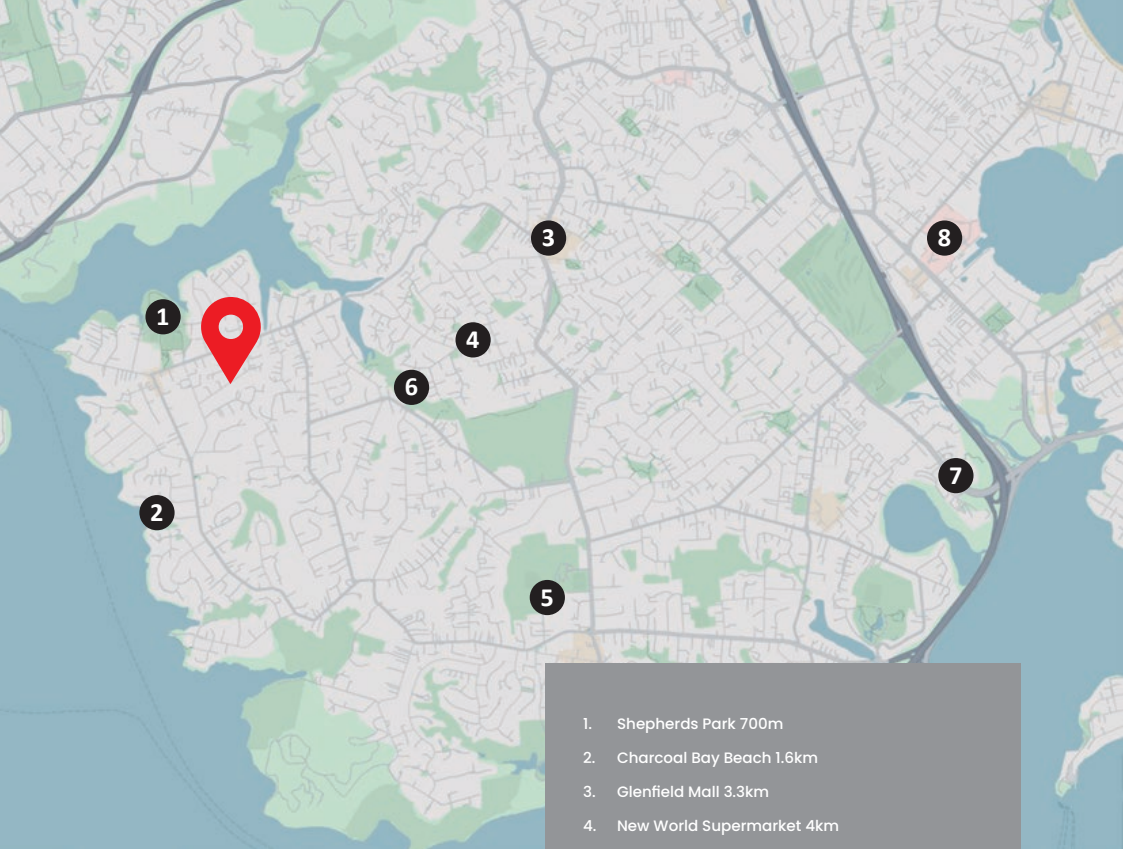 3
8
1
4
6
7
2
5
1. Shepherds Park 700m
2. Charcoal Bay Beach 1.6km
3. Glenfield Mall 3.3km
4. New World Supermarket 4km